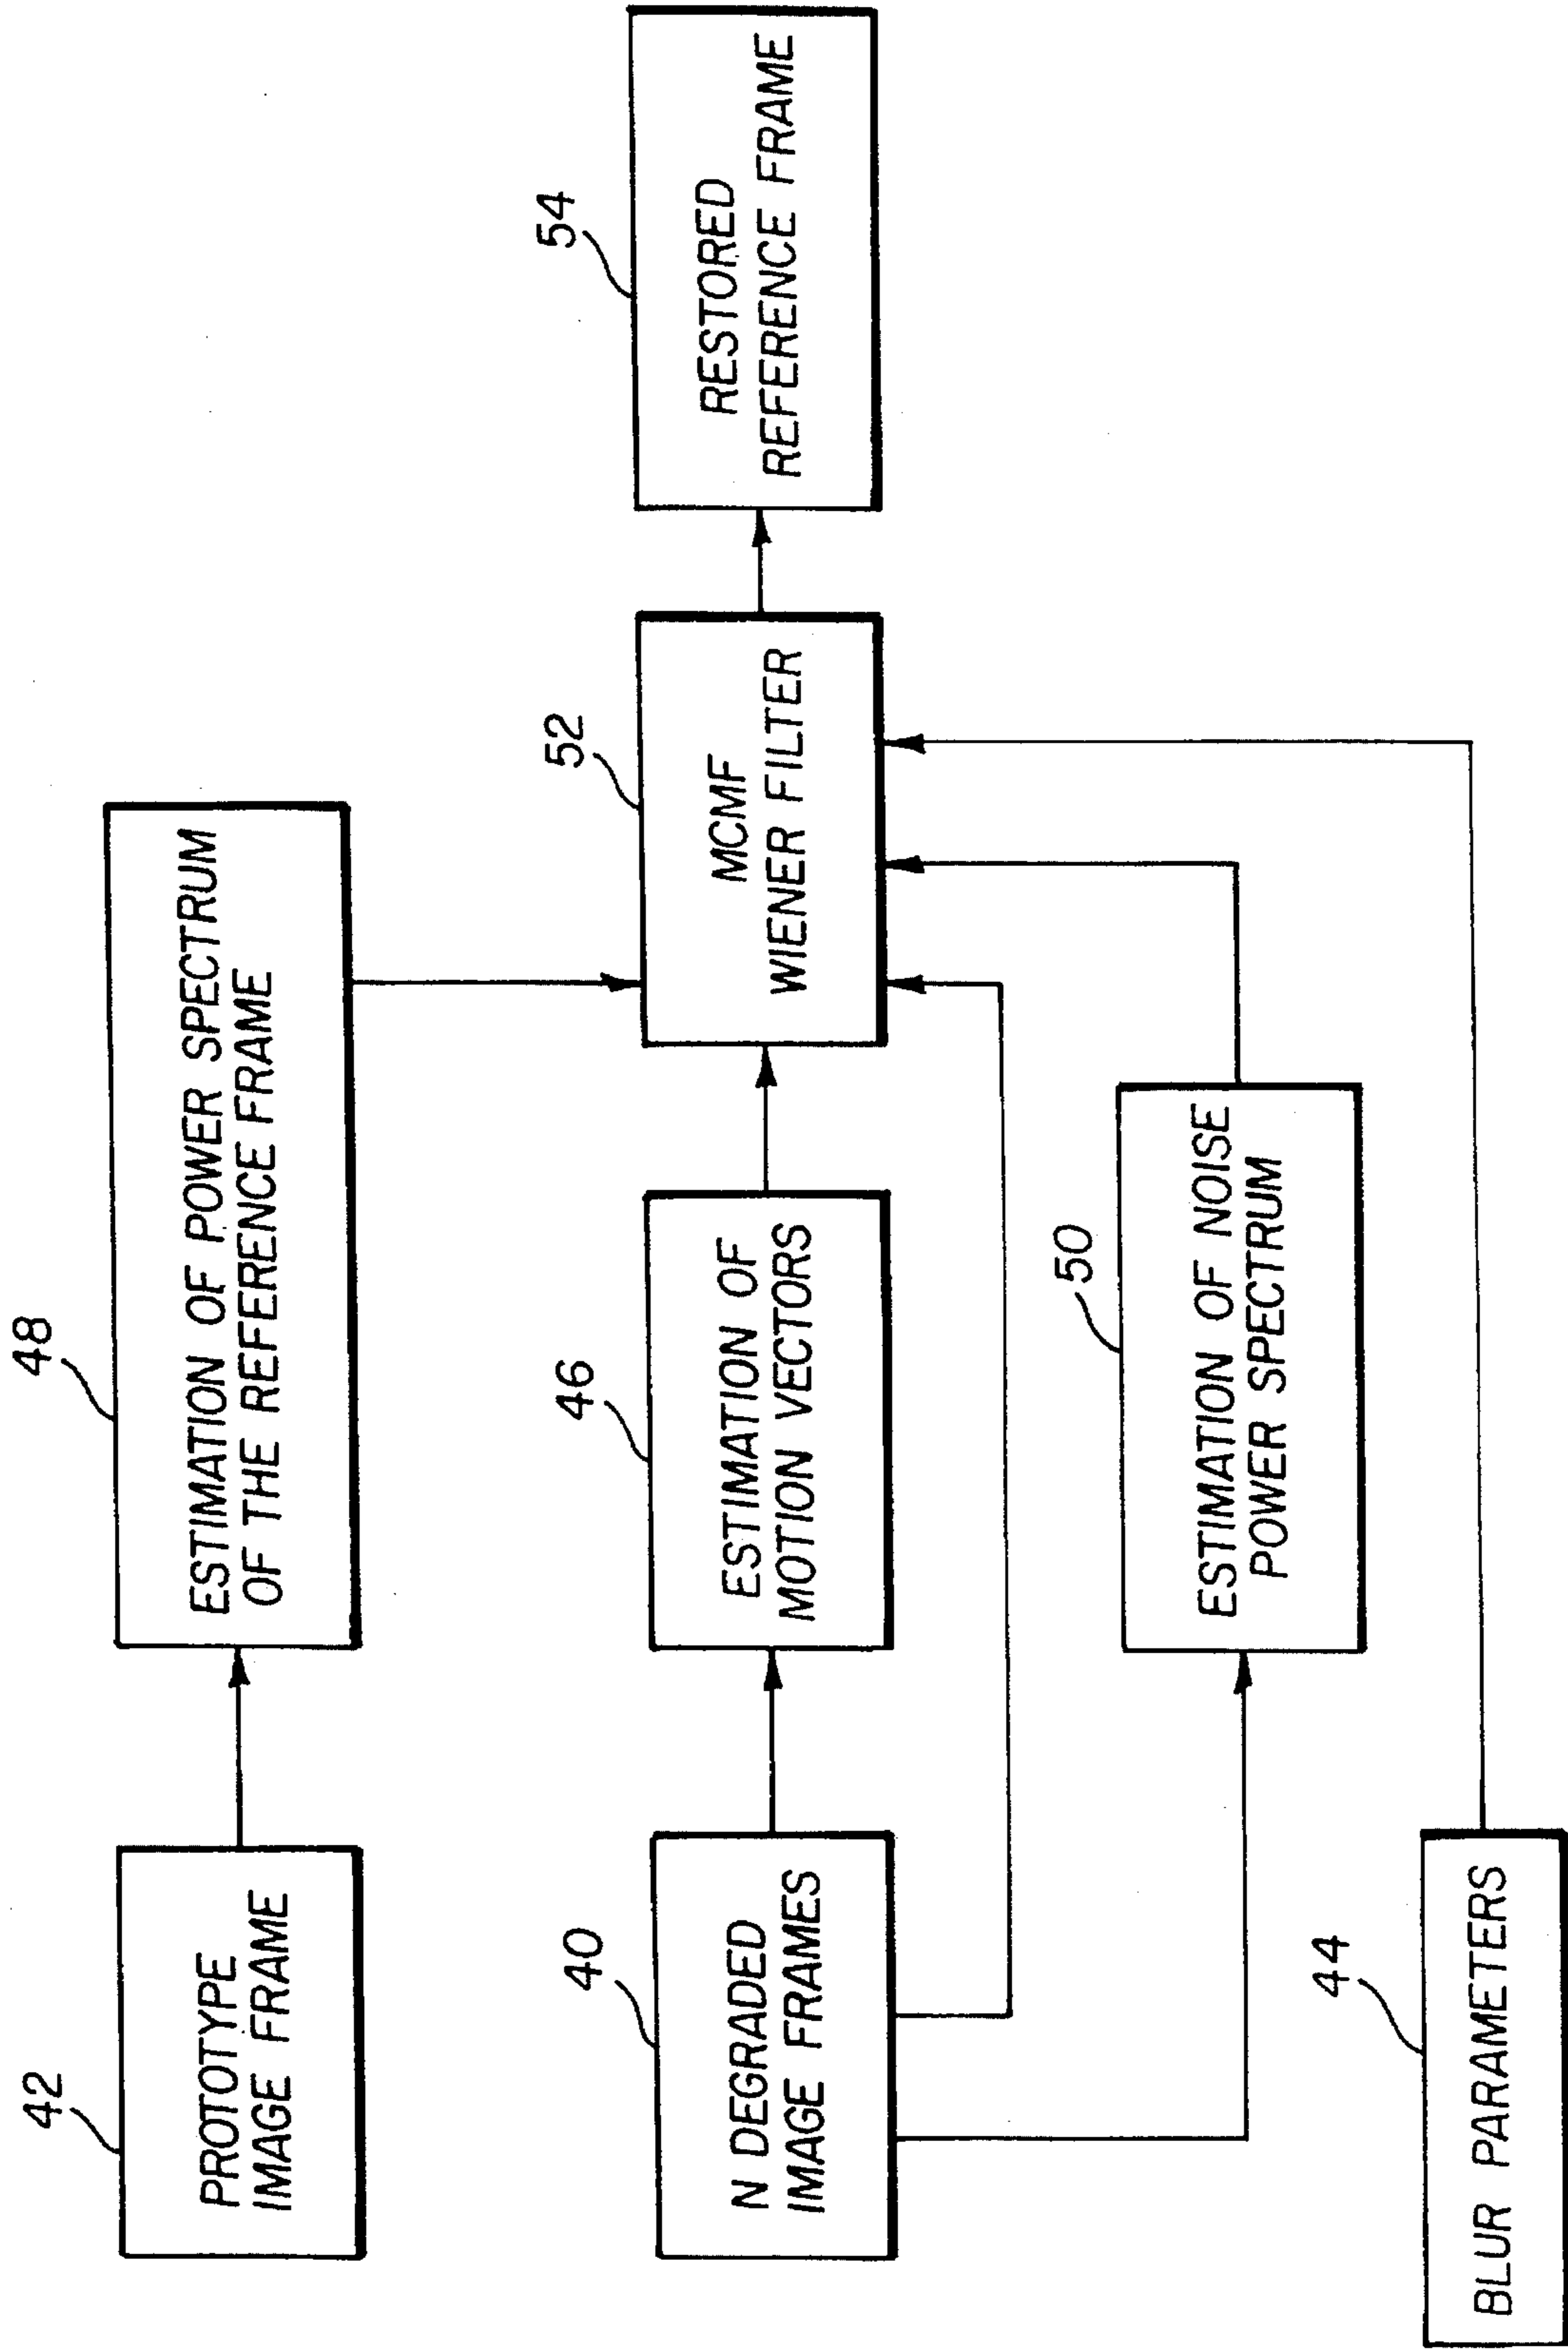 42
PROTOTYPE
IMAGE FRAME
48
ESTIMATION OF POWER SPECTRUM
OF THE REFERENCE FRAME
40
N DEGRADED
IMAGE FRAMES
46
ESTIMATION OF
MOTION VECTORS
52
MCMF
WIENER FILTER
54
RESTORED
REFERENCE FRAME
50
ESTIMATION OF NOISE
POWER SPECTRUM
44
BLUR PARAMETERS